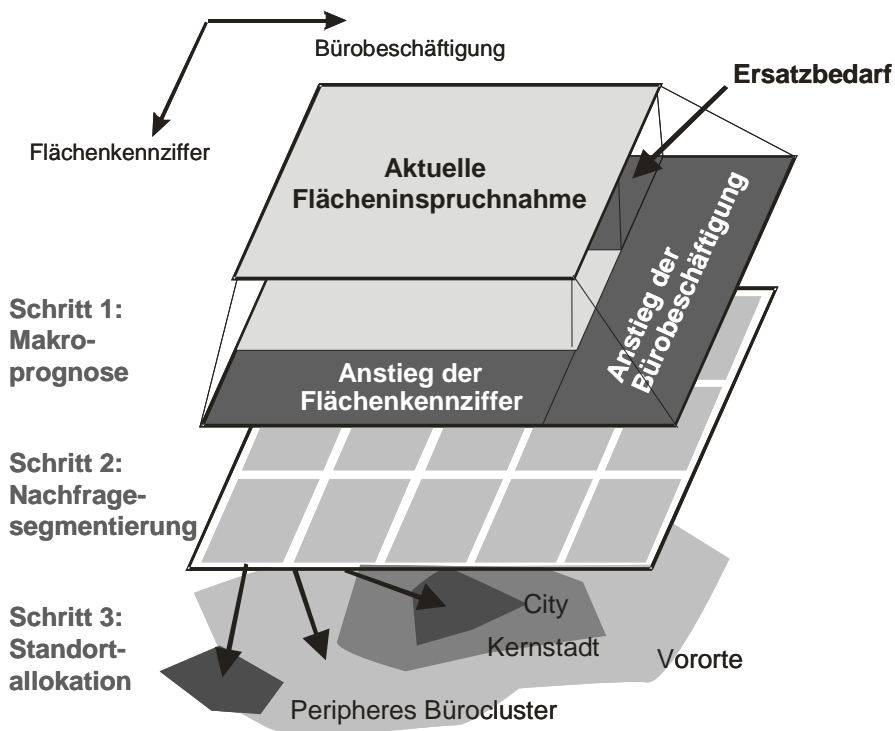 Bürobeschäftigung
Flächenkennziffer
Ersatzbedarf
Aktuelle
Flächeninspruchnahme
Schritt 1:
Makro-
prognose
Anstieg der
Bürobeschäftigung
Anstieg der
Flächenkennziffer
Schritt 2:
Nachfrage-
segmentierung
Schritt 3:
Standort-
allokation
City
Kernstadt
Vororte
Peripheres Bürocluster